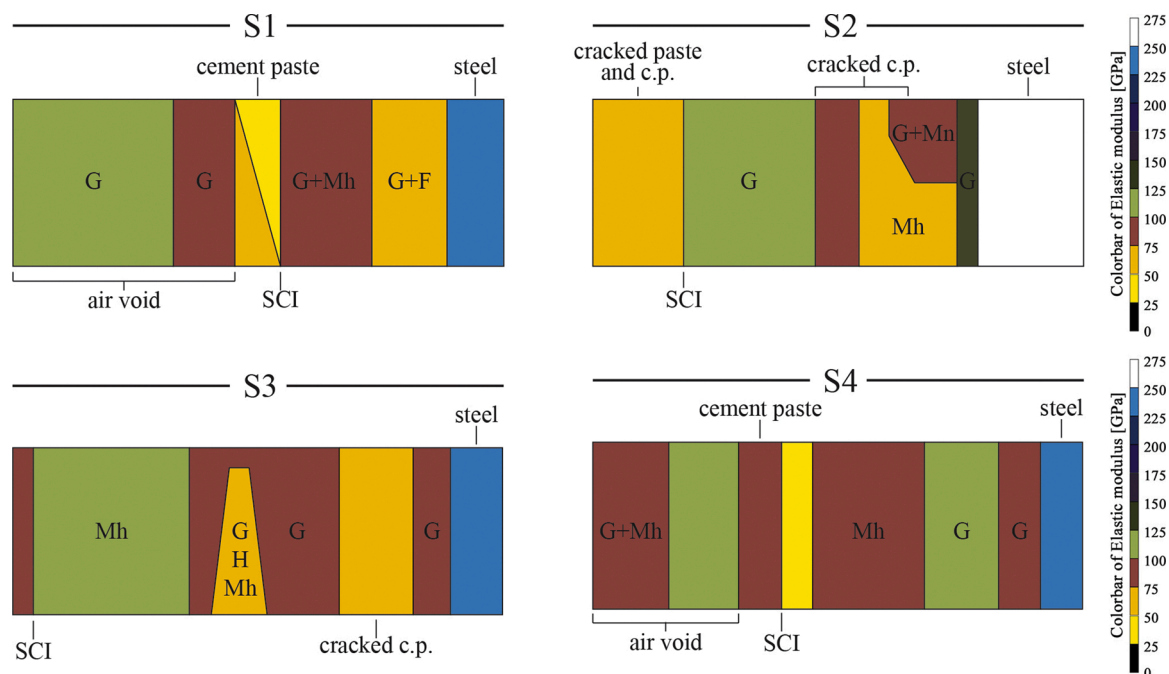 S1
cement paste
steel
G
G
G+Mh
G+F
air void
SCI
S2
cracked paste
and c.p.
cracked c.p.
steel
G
G+Mn
Mh
G
SCI
Colorbar of Elastic modulus [GPa]
275
250
225
200
175
150
125
100
75
50
25
0
S3
steel
Mh
G
H
Mh
G
G
SCI
cracked c.p.
S4
cement paste
steel
G+Mh
Mh
G
G
air void
SCI
Colorbar of Elastic modulus [GPa]
275
250
225
200
175
150
125
100
75
50
25
0